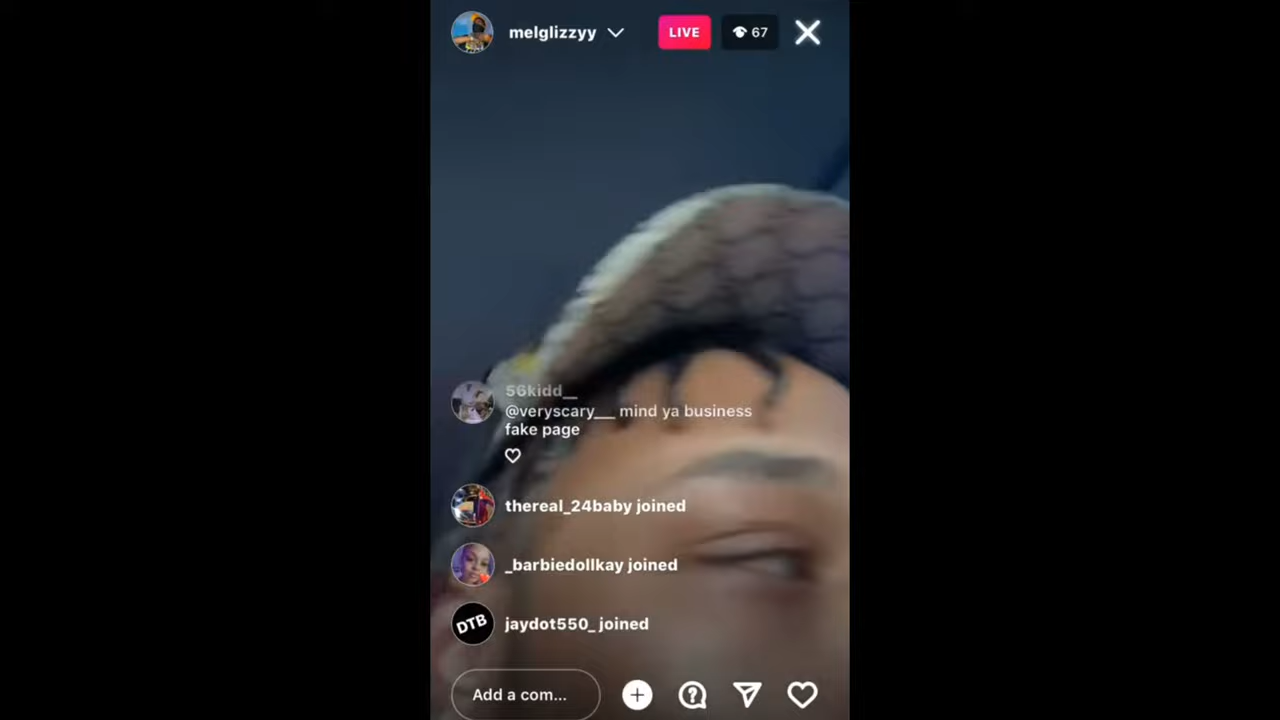 melglizzyy
LIVE
67
56kidd__
@veryscary___ mind ya business
fake page
thereal_24baby joined
_barbiedollkay joined
DTB
jaydot550_ joined
Add a com...